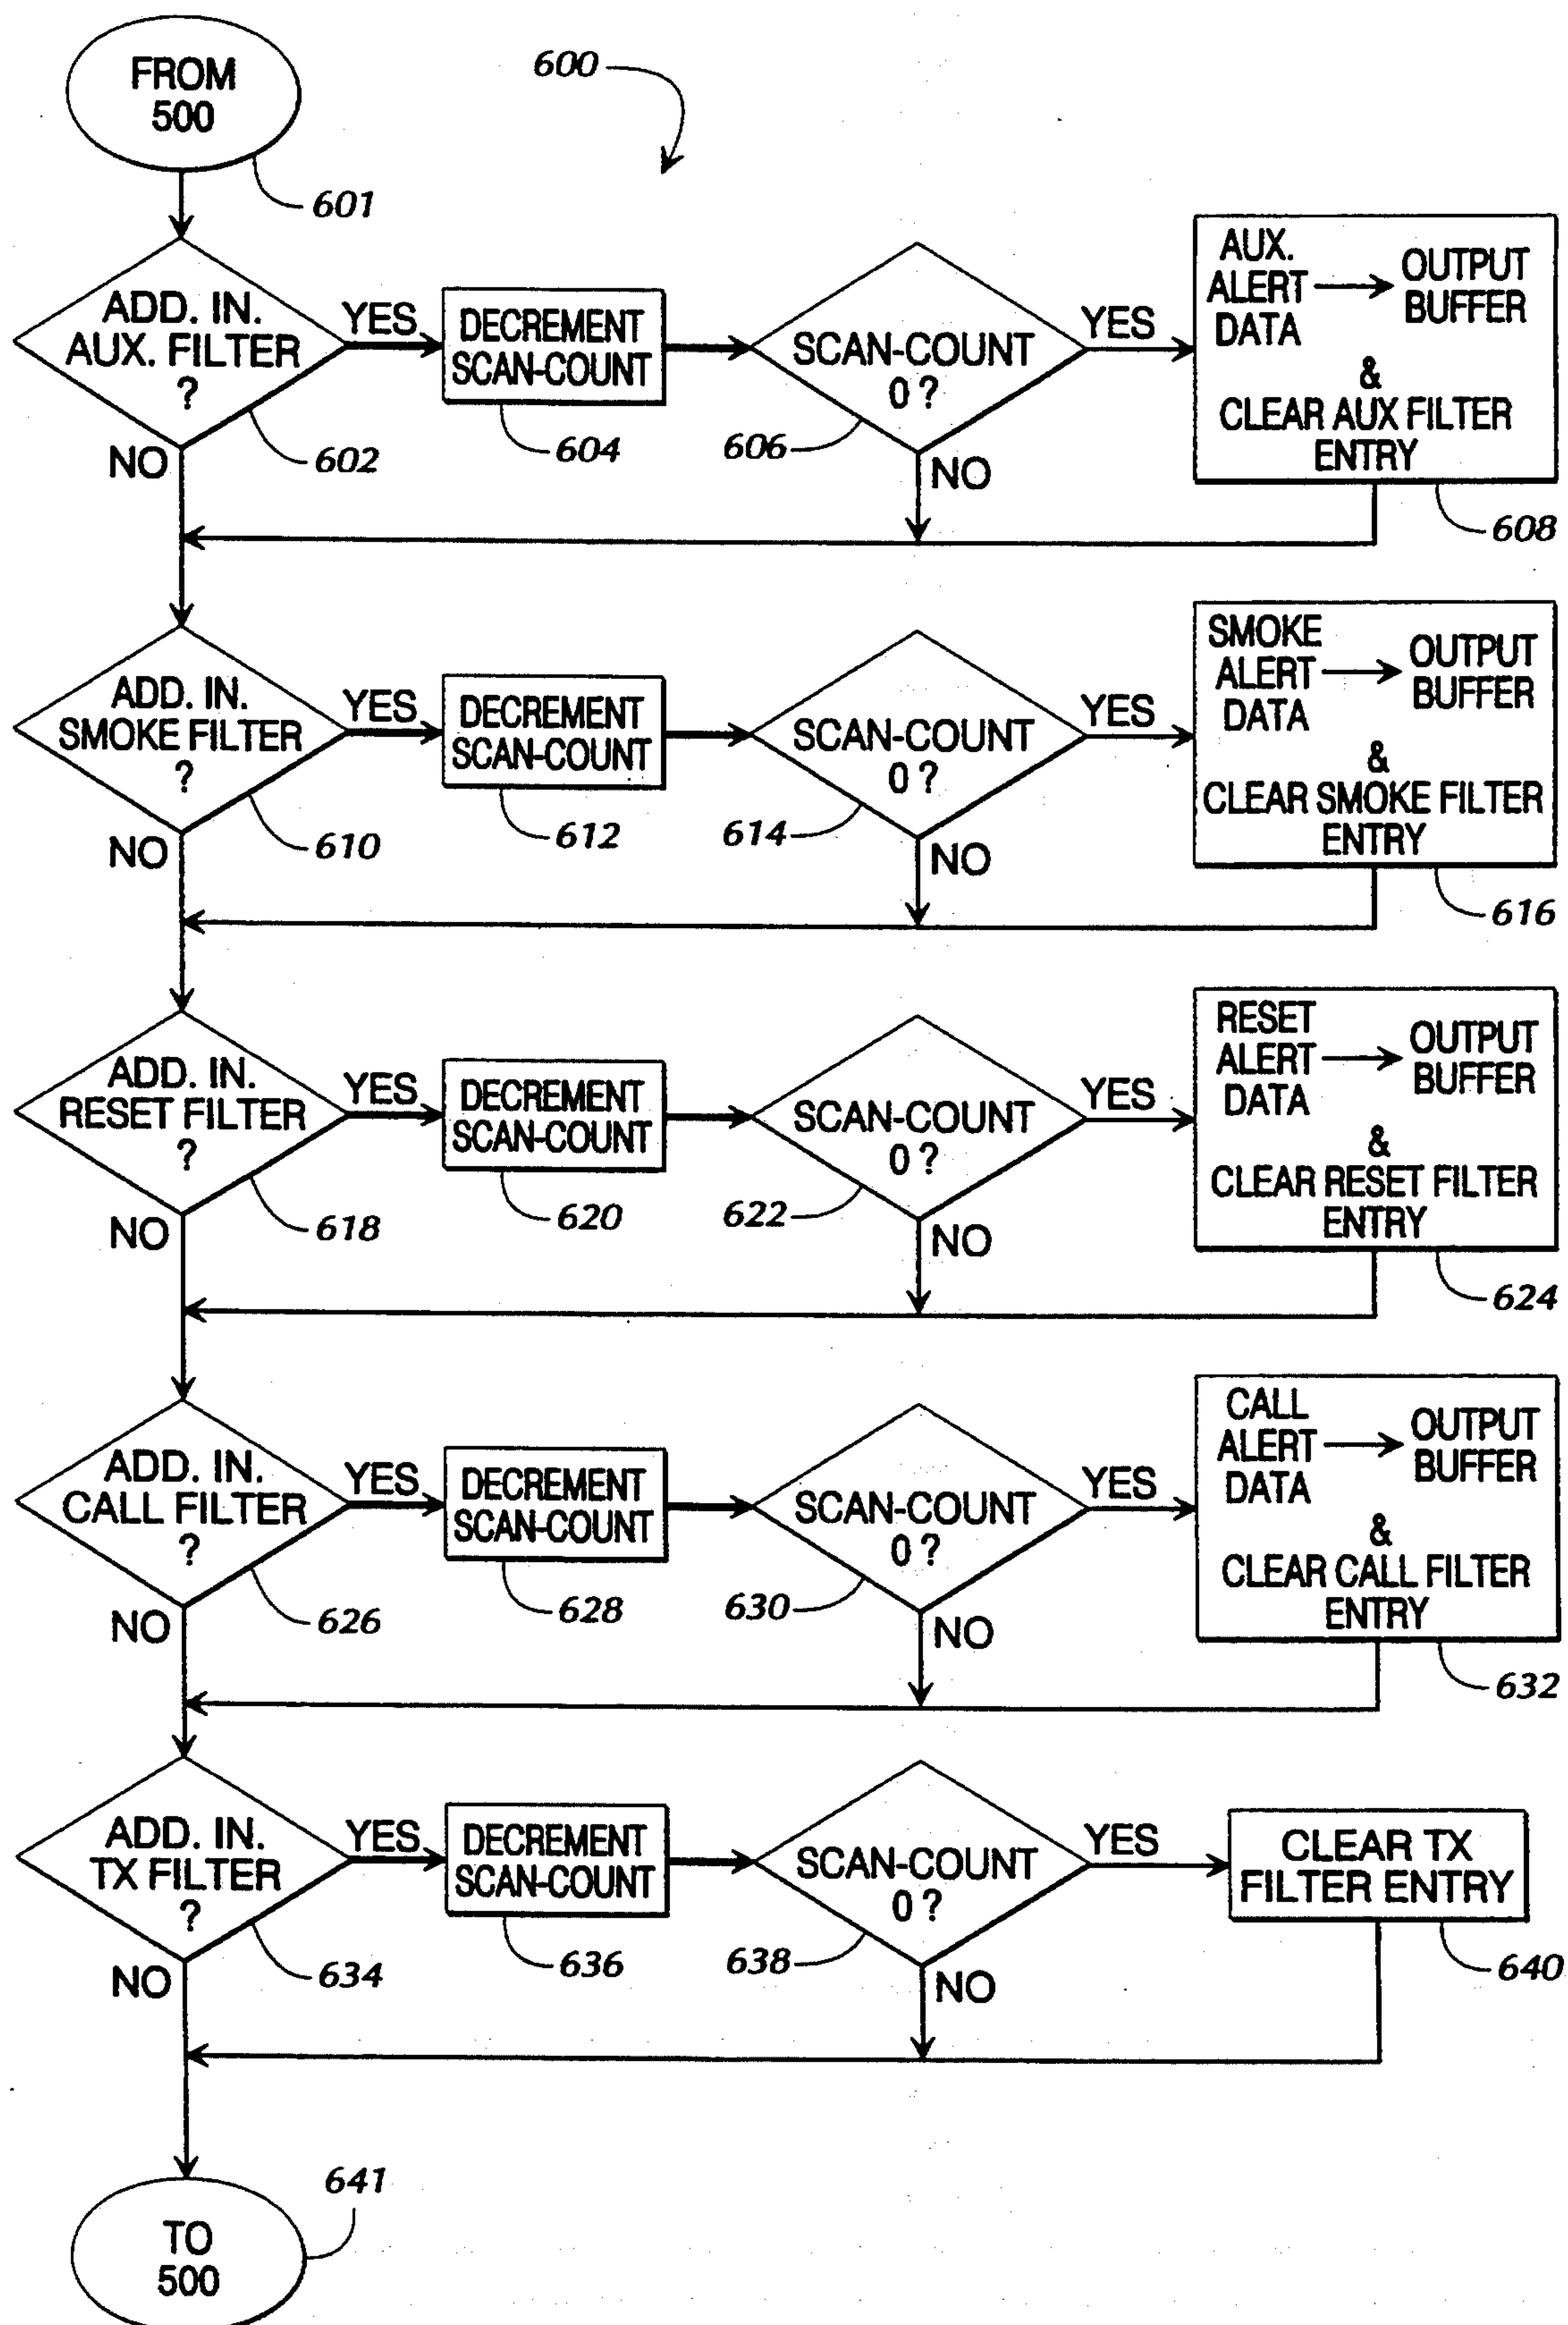 FROM
500
600
601
ADD. IN.
AUX. FILTER
?
YES
NO
602
DECREMENT
SCAN-COUNT
604
SCAN-COUNT
0 ?
YES
NO
606
AUX.
ALERT
DATA
OUTPUT
BUFFER
&
CLEAR AUX FILTER
ENTRY
608
ADD. IN.
SMOKE FILTER
?
YES
NO
610
DECREMENT
SCAN-COUNT
612
SCAN-COUNT
0 ?
YES
NO
614
SMOKE
ALERT
DATA
OUTPUT
BUFFER
&
CLEAR SMOKE FILTER
ENTRY
616
ADD. IN.
RESET FILTER
?
YES
NO
618
DECREMENT
SCAN-COUNT
620
SCAN-COUNT
0 ?
YES
NO
622
RESET
ALERT
DATA
OUTPUT
BUFFER
&
CLEAR RESET FILTER
ENTRY
624
ADD. IN.
CALL FILTER
?
YES
NO
626
DECREMENT
SCAN-COUNT
628
SCAN-COUNT
0 ?
YES
NO
630
CALL
ALERT
DATA
OUTPUT
BUFFER
&
CLEAR CALL FILTER
ENTRY
632
ADD. IN.
TX FILTER
?
YES
NO
634
DECREMENT
SCAN-COUNT
636
SCAN-COUNT
0 ?
YES
NO
638
CLEAR TX
FILTER ENTRY
640
641
TO
500